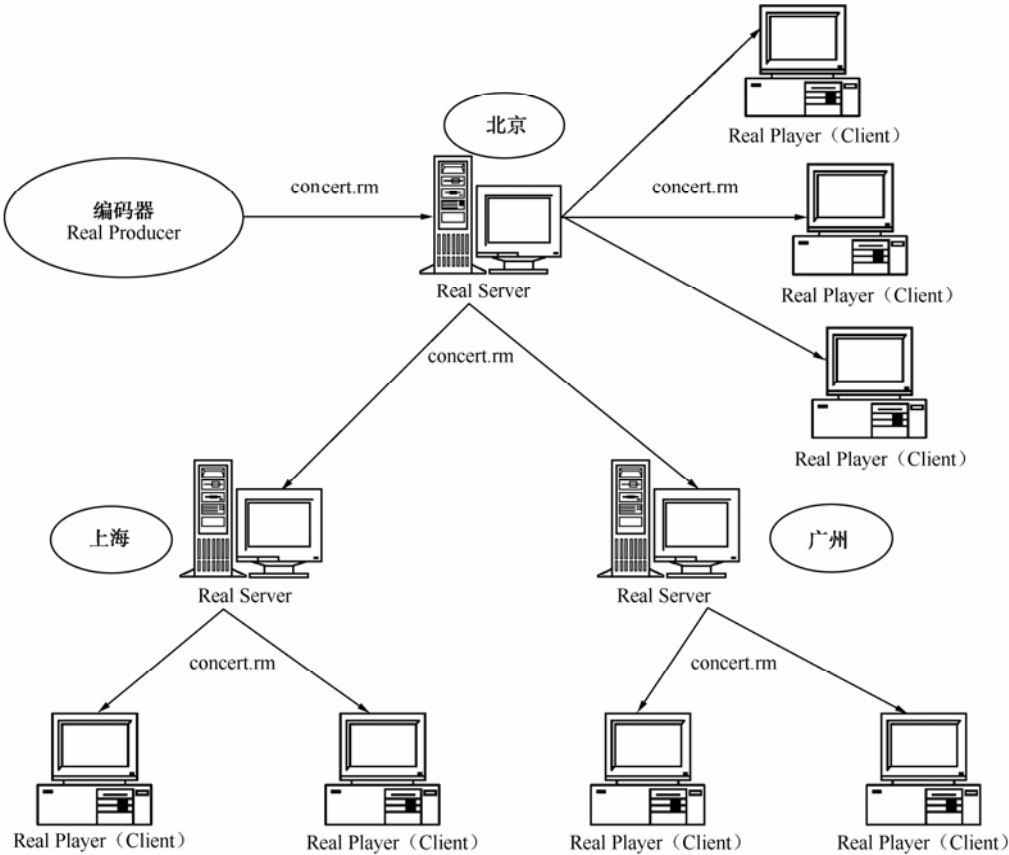 Real Player（Client）
北京
编码器
Real Producer
concert.rm
concert.rm
Real Server
Real Player（Client）
concert.rm
Real Player（Client）
上海
广州
Real Server
Real Server
concert.rm
concert.rm
Real Player（Client）
Real Player（Client）
Real Player（Client）
Real Player（Client）